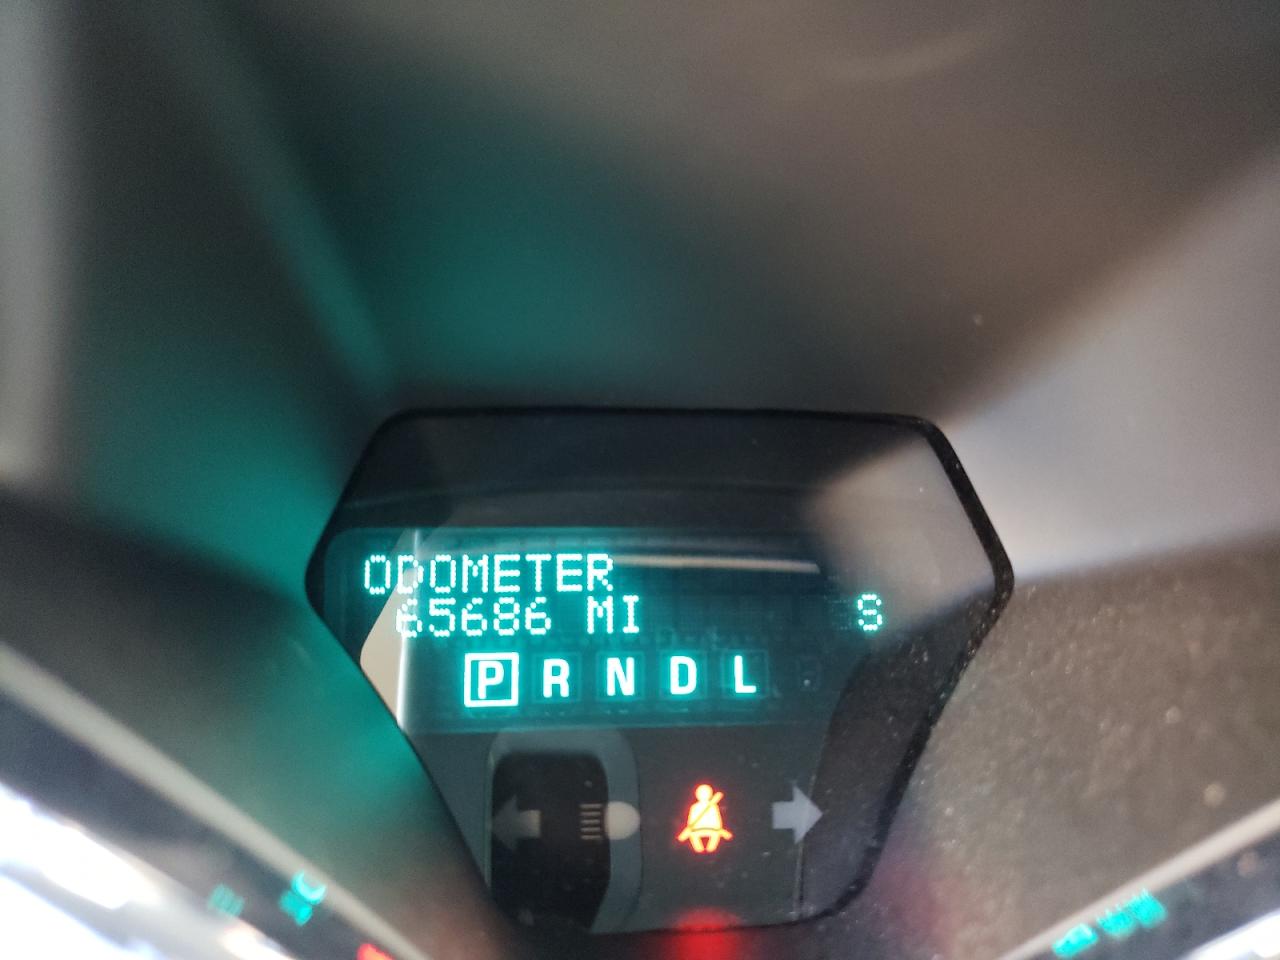 ODOMETER
65686 MI S
P R N D L